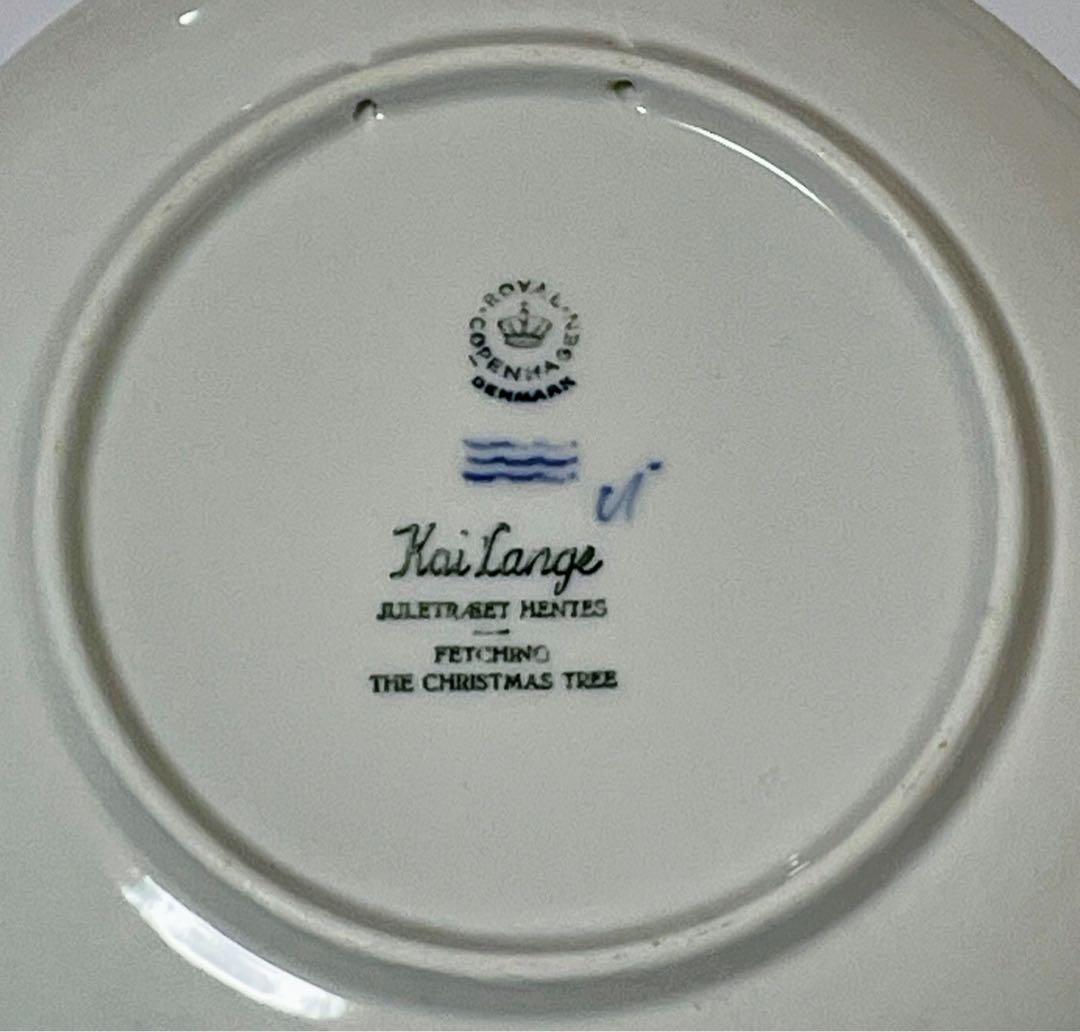 ROYAL COPENHAGEN
DENMARK
Kai Lange
JULETRÆET HENTES
FETCHING
THE CHRISTMAS TREE